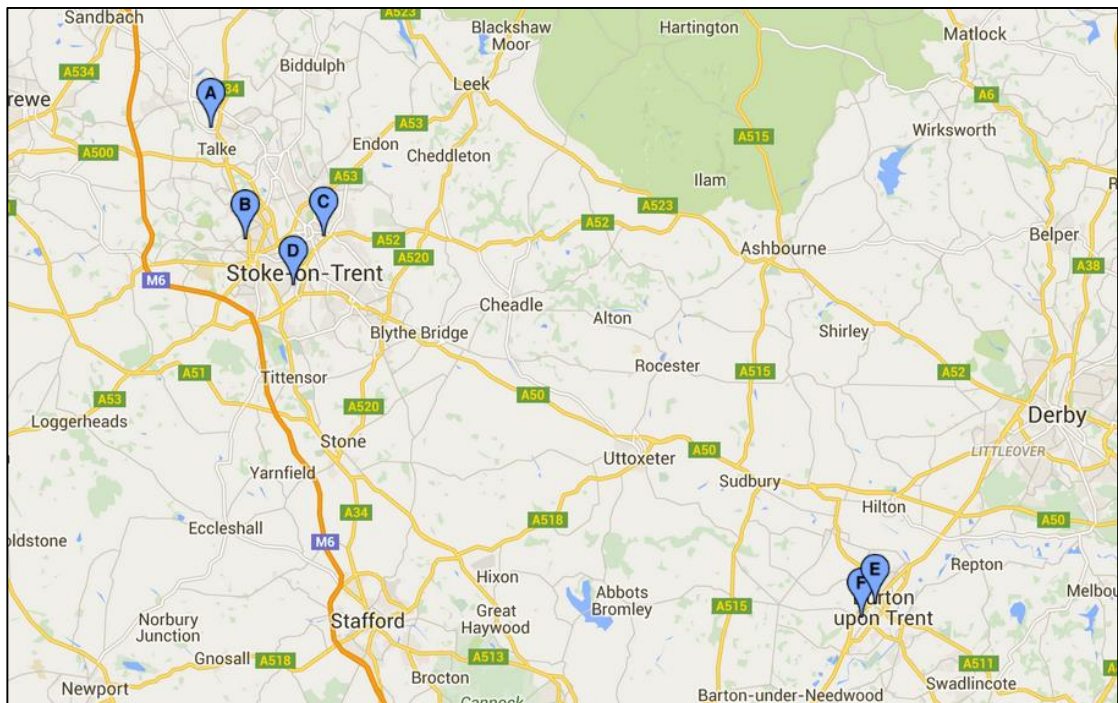 A523
Sandbach
Blackshaw
Moor
Hartington
Matlock
A534
Biddulph
Leek
rewe
A
34
A6
A53
A515
Wirksworth
Talke
Endon
A500
Cheddleton
A53
Ilam
B
C
A523
A52
Belper
A52
D
A520
Ashbourne
A38
Stoke-on-Trent
M6
Cheadle
Alton
Blythe Bridge
Shirley
Rocester
A51
Tittensor
A515
A52
A53
A50
A520
Loggerheads
Derby
Stone
LITTLEOVER
Uttoxeter
A50
Yarnfield
Sudbury
Hilton
A34
Eccleshall
A518
A50
oldstone
M6
Hixon
E
Repton
F
Abbots
Bromley
A515
urton
upon Trent
Melbou
Norbury
Junction
Stafford
Great
Haywood
Gnosall
A518
A513
A511
Newport
Brocton
Swadlincote
Cannock
Barton-under-Needwood